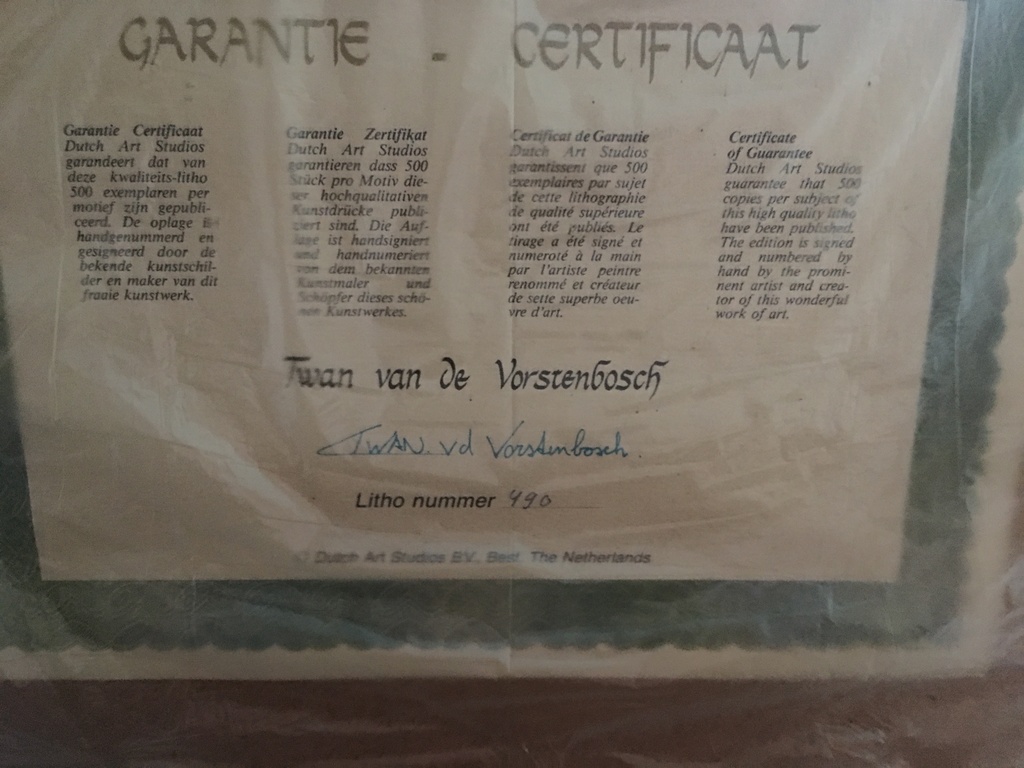 GARANTIE - CERTIFICAAT
Garantie Certificaat
Dutch Art Studios
garandeert dat van
deze kwaliteits-litho
500 exemplaren per
motief zijn gepubli-
ceerd. De oplage
handgenummerd en
gesigneerd door de
bekende kunstschil-
der en maker van dit
fraaie kunstwerk.
Garantie Zertifikat
Dutch Art Studios
garantieren dass 500
Stück pro Motiv die-
ser hochqualitativen
Kunstdrücke publi-
ziert sind. Die Auf-
lage ist handsigniert
und handnumeriert
von dem bekannten
Kunstmaler und
Schöpfer dieses schö-
nen Kunstwerkes.
Certificat de Garantie
Dutch Art Studios
garantissent que 500
exemplaires par sujet
de cette lithographie
de qualité supérieure
ont été publiés. Le
tirage a été signé et
numeroté à la main
par l'artiste peintre
renommé et créateur
de sette superbe oeu-
vre d'art.
Certificate
of Guarantee
Dutch Art Studios
guarantee that 500
copies per subject of
this high quality litho
have been published.
The edition is signed
and numbered by
hand by the promi-
nent artist and crea-
tor of this wonderful
work of art.
Twan van de Vorstenbosch
TWAN. vd Vorstenbosch.
Litho nummer 490
Dutch Art Studios B.V. Best. The Netherlands